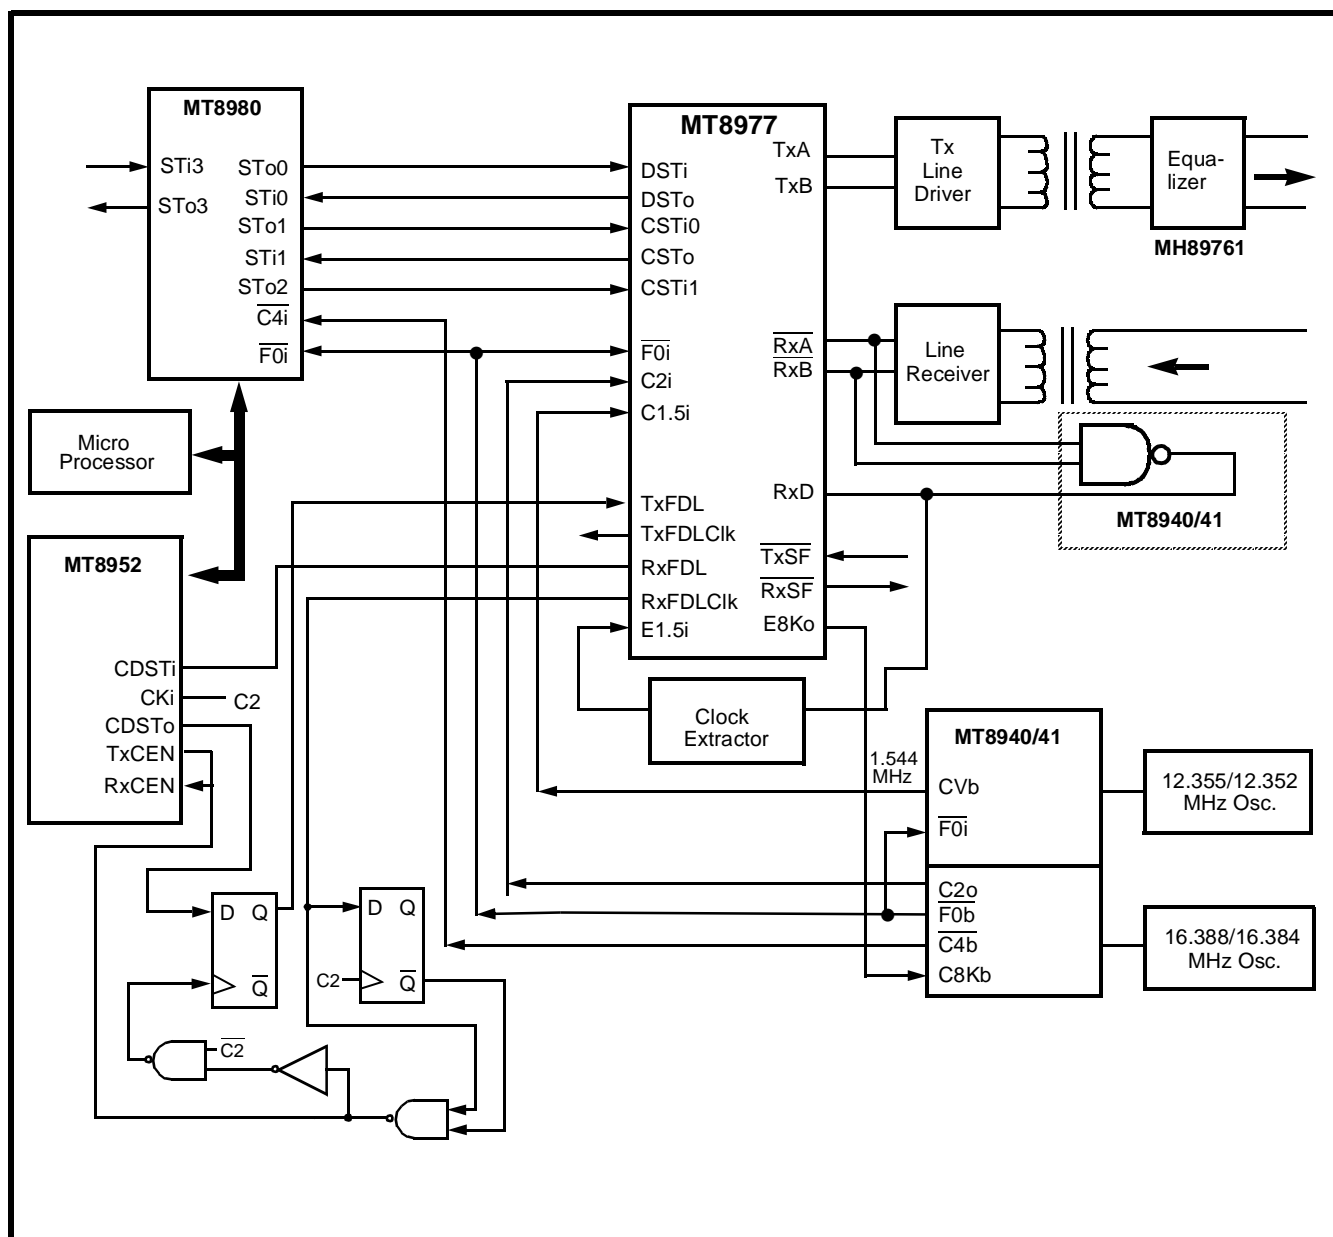 MT8980
STi3
STo3
STo0
STi0
STo1
STi1
STo2
C4i
F0i
MT8977
DSTi
DSTo
CSTi0
CSTo
CSTi1
F0i
C2i
C1.5i
TxFDL
TxFDLClk
RxFDL
RxFDLClk
E1.5i
TxA
TxB
RxA
RxB
RxD
TxSF
RxSF
E8Ko
Tx
Line
Driver
Equa-
lizer
MH89761
Line
Receiver
MT8940/41
Micro
Processor
MT8952
CDSTi
CKi
C2
CDSTo
TxCEN
RxCEN
Clock
Extractor
1.544
MHz
MT8940/41
CVb
F0i
C2o
F0b
C4b
C8Kb
12.355/12.352
MHz Osc.
16.388/16.384
MHz Osc.
D Q
Q
D Q
C2
Q
C2